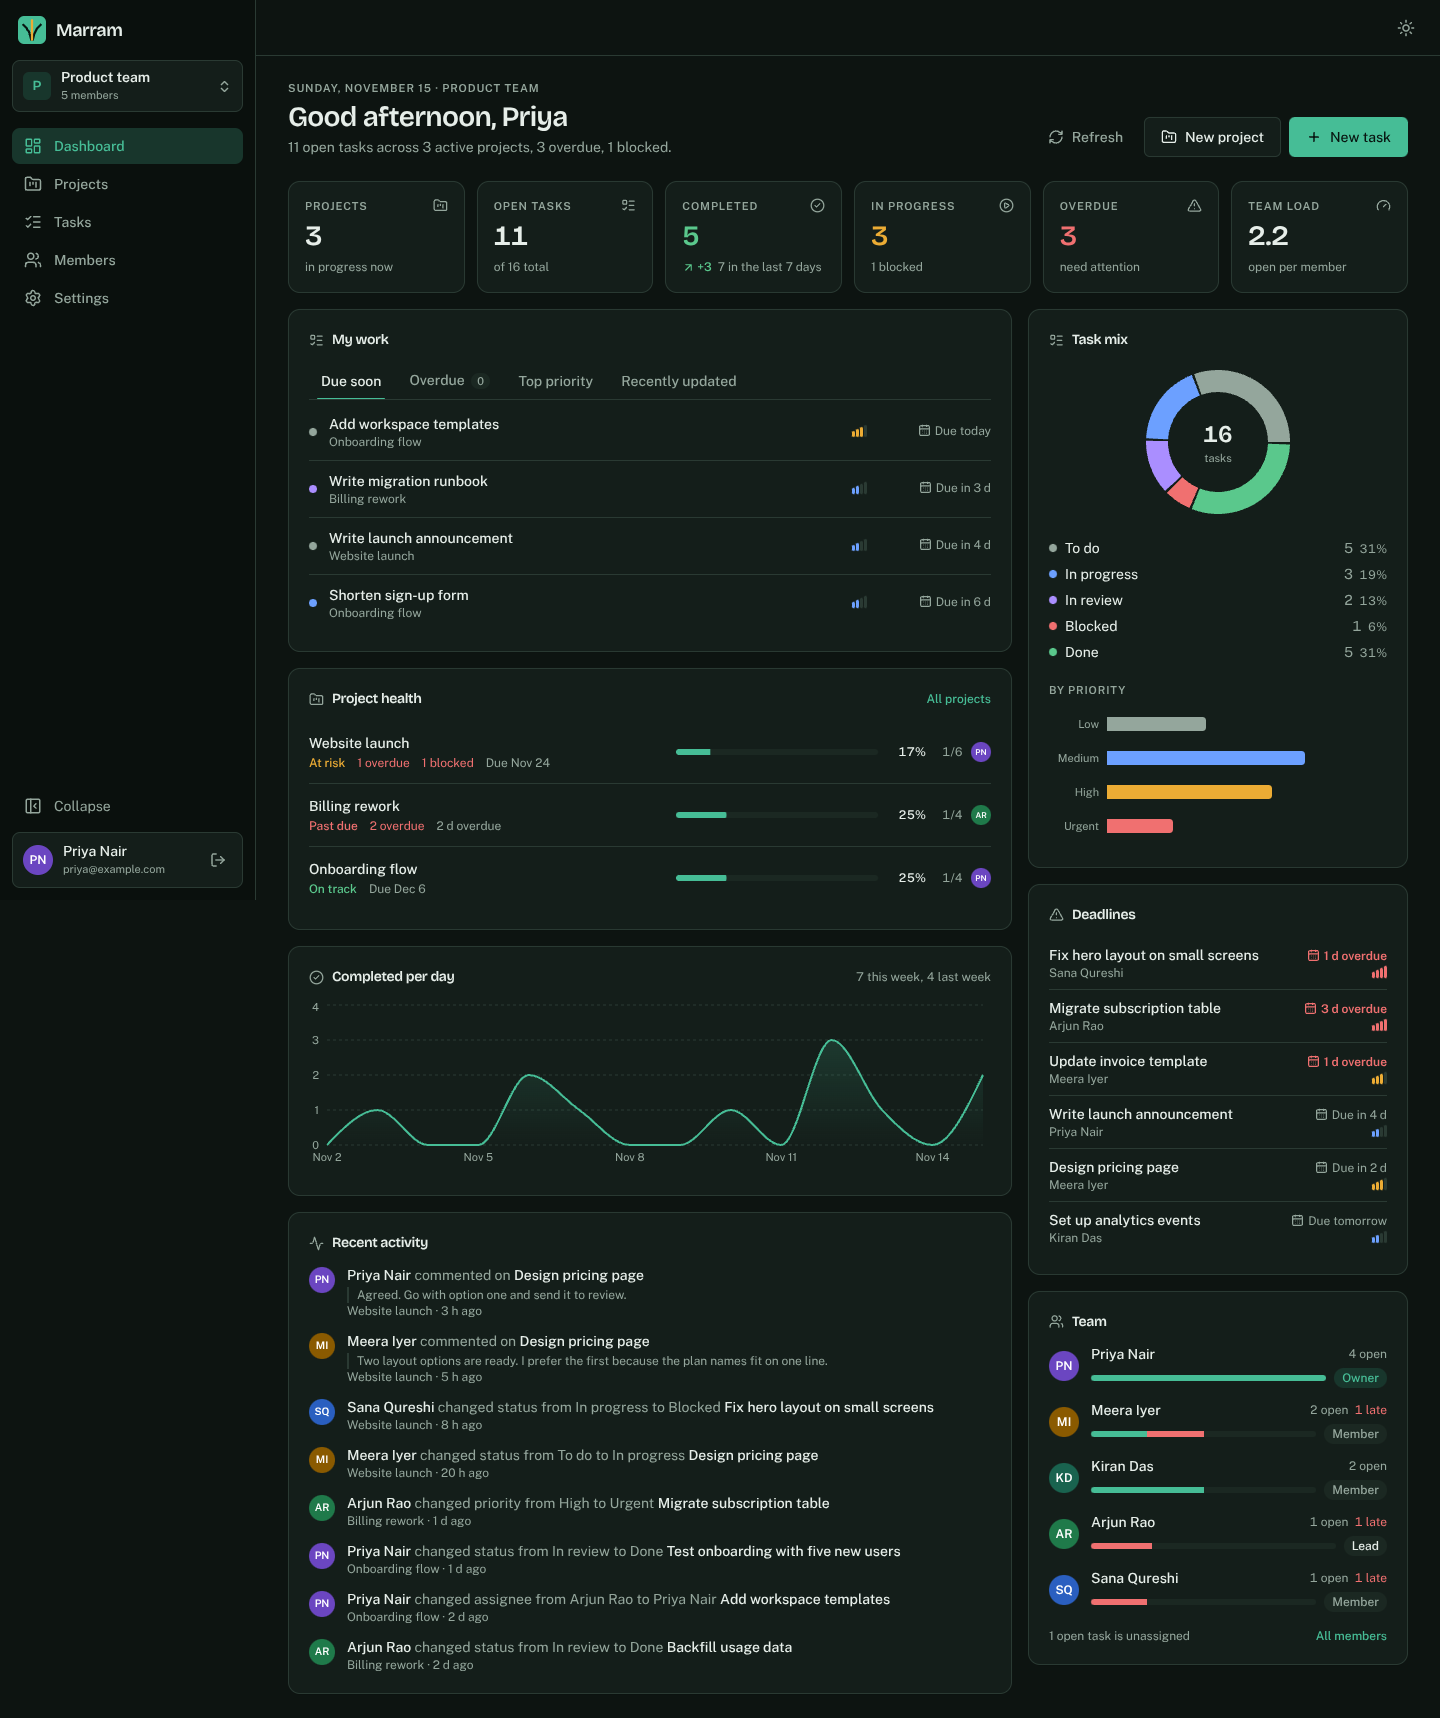 Marram
P
Product team
5 members
Dashboard
Projects
Tasks
Members
Settings
Collapse
PN
Priya Nair
priya@example.com
SUNDAY, NOVEMBER 15 · PRODUCT TEAM
Good afternoon, Priya
11 open tasks across 3 active projects, 3 overdue, 1 blocked.
Refresh
New project
New task
PROJECTS
3
in progress now
OPEN TASKS
11
of 16 total
COMPLETED
5
+3 7 in the last 7 days
IN PROGRESS
3
1 blocked
OVERDUE
3
need attention
TEAM LOAD
2.2
open per member
My work
Due soon Overdue 0 Top priority Recently updated
Add workspace templates
Onboarding flow
Due today
Write migration runbook
Billing rework
Due in 3 d
Write launch announcement
Website launch
Due in 4 d
Shorten sign-up form
Onboarding flow
Due in 6 d
Project health
All projects
Website launch
At risk 1 overdue 1 blocked Due Nov 24
17% 1/6 PN
Billing rework
Past due 2 overdue 2 d overdue
25% 1/4 AR
Onboarding flow
On track Due Dec 6
25% 1/4 PN
Completed per day
7 this week, 4 last week
4
3
2
1
0
Nov 2 Nov 5 Nov 8 Nov 11 Nov 14
Recent activity
PN
Priya Nair commented on Design pricing page
Agreed. Go with option one and send it to review.
Website launch · 3 h ago
MI
Meera Iyer commented on Design pricing page
Two layout options are ready. I prefer the first because the plan names fit on one line.
Website launch · 5 h ago
SQ
Sana Qureshi changed status from In progress to Blocked Fix hero layout on small screens
Website launch · 8 h ago
MI
Meera Iyer changed status from To do to In progress Design pricing page
Website launch · 20 h ago
AR
Arjun Rao changed priority from High to Urgent Migrate subscription table
Billing rework · 1 d ago
PN
Priya Nair changed status from In review to Done Test onboarding with five new users
Onboarding flow · 1 d ago
PN
Priya Nair changed assignee from Arjun Rao to Priya Nair Add workspace templates
Onboarding flow · 2 d ago
AR
Arjun Rao changed status from In review to Done Backfill usage data
Billing rework · 2 d ago
Task mix
16
tasks
To do 5 31%
In progress 3 19%
In review 2 13%
Blocked 1 6%
Done 5 31%
BY PRIORITY
Low
Medium
High
Urgent
Deadlines
Fix hero layout on small screens
Sana Qureshi
1 d overdue
Migrate subscription table
Arjun Rao
3 d overdue
Update invoice template
Meera Iyer
1 d overdue
Write launch announcement
Priya Nair
Due in 4 d
Design pricing page
Meera Iyer
Due in 2 d
Set up analytics events
Kiran Das
Due tomorrow
Team
PN
Priya Nair
4 open
Owner
MI
Meera Iyer
2 open 1 late
Member
KD
Kiran Das
2 open
Member
AR
Arjun Rao
1 open 1 late
Lead
SQ
Sana Qureshi
1 open 1 late
Member
1 open task is unassigned
All members